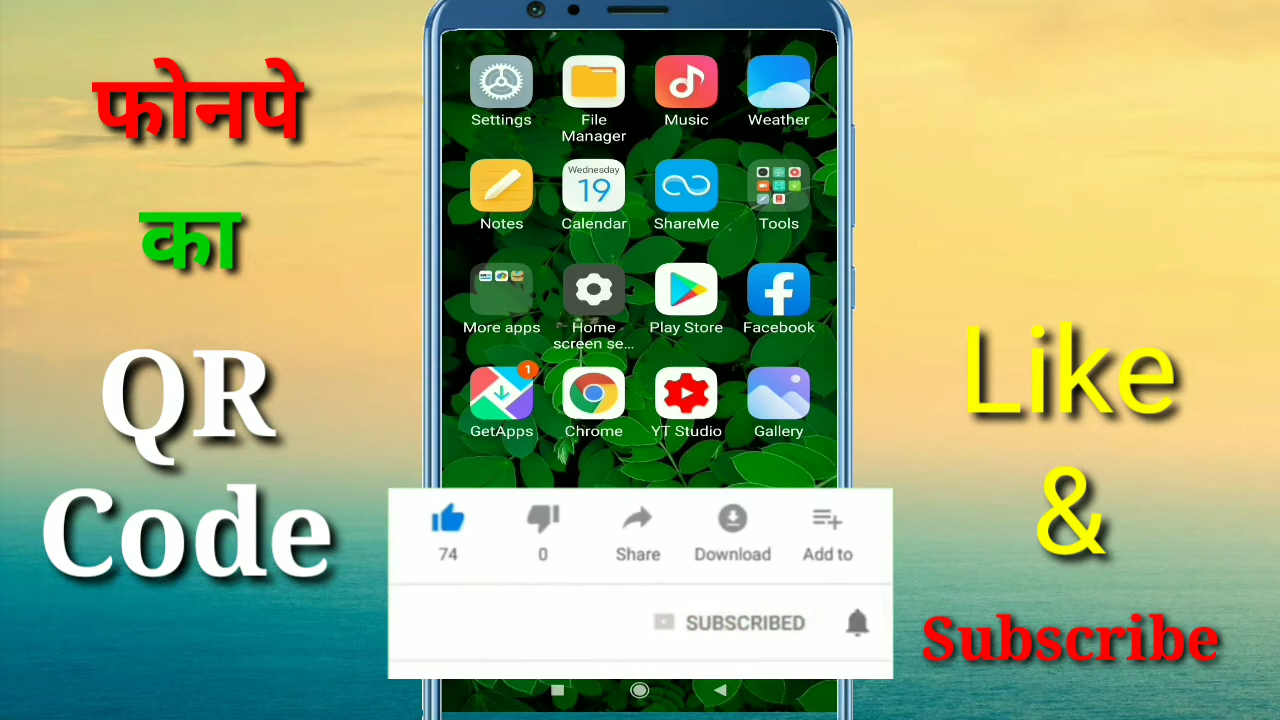 फोनपे
का
QR
Code
Settings
File
Manager
Music
Weather
Notes
Wednesday
19
Calendar
ShareMe
Tools
More apps
Home
screen se...
Play Store
Facebook
1
GetApps
Chrome
YT Studio
Gallery
74
0
Share
Download
Add to
SUBSCRIBED
Like
&
Subscribe